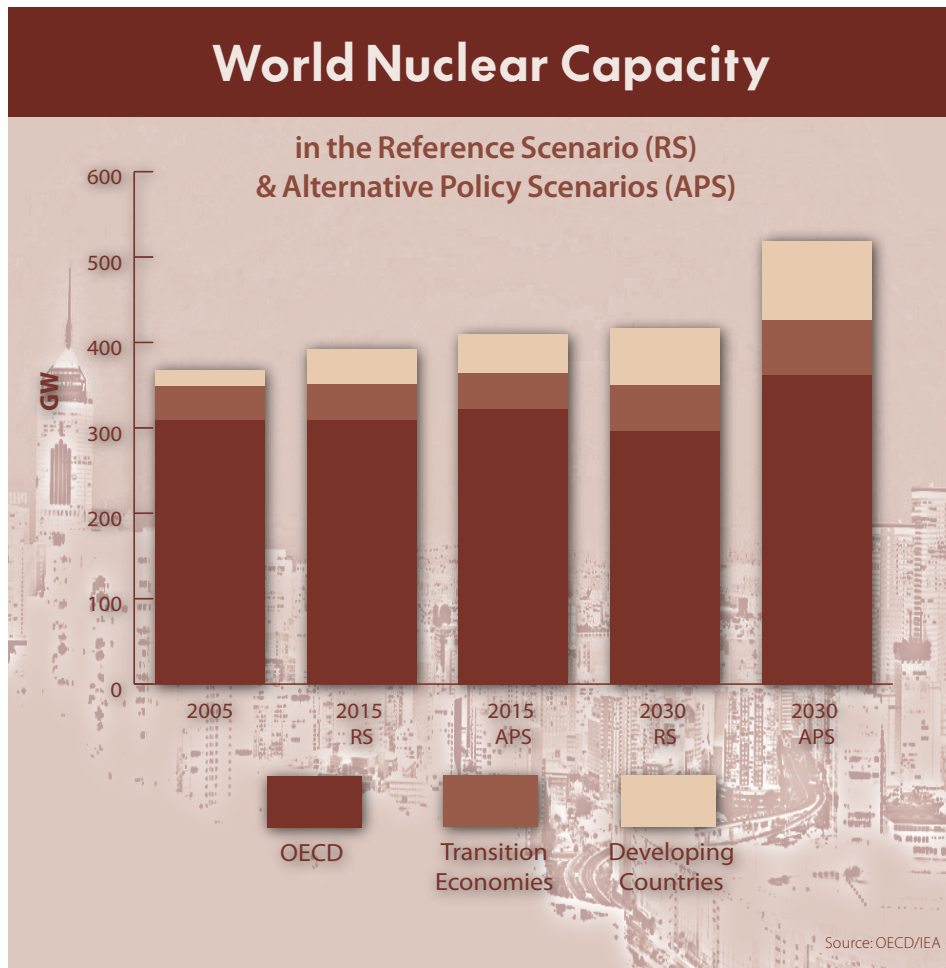 World Nuclear Capacity
in the Reference Scenario (RS)
& Alternative Policy Scenarios (APS)
600
500
400
GW
300
200
100
0
2005
2015
RS
2015
APS
2030
RS
2030
APS
OECD
Transition
Economies
Developing
Countries
Source: OECD/IEA